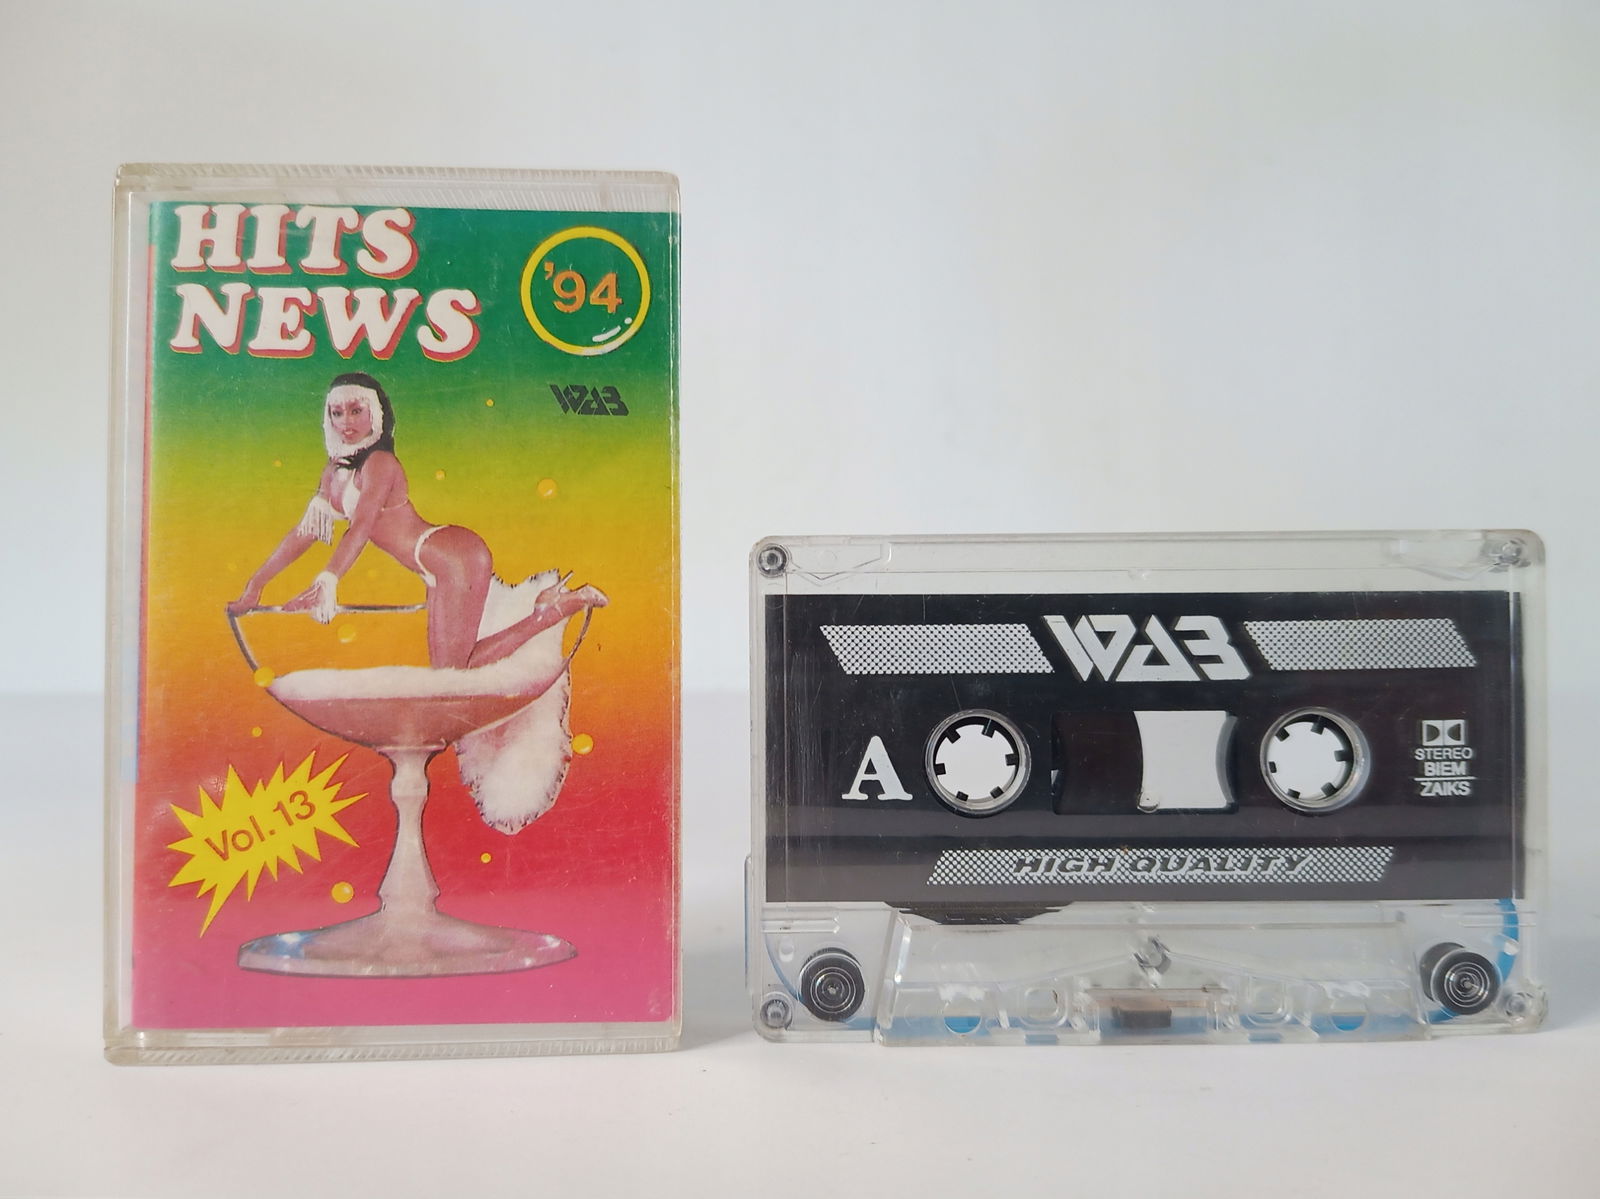 HITS
NEWS
'94
WAB
Vol. 13
WAB
A
STEREO
BIEM
ZAIKS
HIGH QUALITY